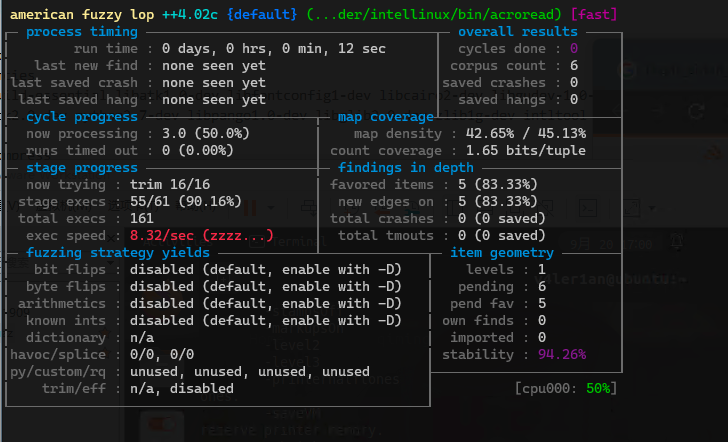 american fuzzy lop ++4.02c {default} (...der/intellinux/bin/acroread) [fast]
process timing overall results
run time : 0 days, 0 hrs, 0 min, 12 sec cycles done : 0
last new find : none seen yet corpus count : 6
last saved crash : none seen yet saved crashes : 0
last saved hang : none seen yet saved hangs : 0
cycle progress map coverage
now processing : 3.0 (50.0%) map density : 42.65% / 45.13%
runs timed out : 0 (0.00%) count coverage : 1.65 bits/tuple
stage progress findings in depth
now trying : trim 16/16 favored items : 5 (83.33%)
stage execs : 55/61 (90.16%) new edges on : 5 (83.33%)
total execs : 161 total crashes : 0 (0 saved)
exec speed : 8.32/sec (zzzz...) total tmouts : 0 (0 saved)
fuzzing strategy yields item geometry
bit flips : disabled (default, enable with -D) levels : 1
byte flips : disabled (default, enable with -D) pending : 6
arithmetics : disabled (default, enable with -D) pend fav : 5
known ints : disabled (default, enable with -D) own finds : 0
dictionary : n/a imported : 0
havoc/splice : 0/0, 0/0 stability : 94.26%
py/custom/rq : unused, unused, unused, unused
trim/eff : n/a, disabled [cpu000: 50%]
-level2
-saveVM
reserve printer memory.